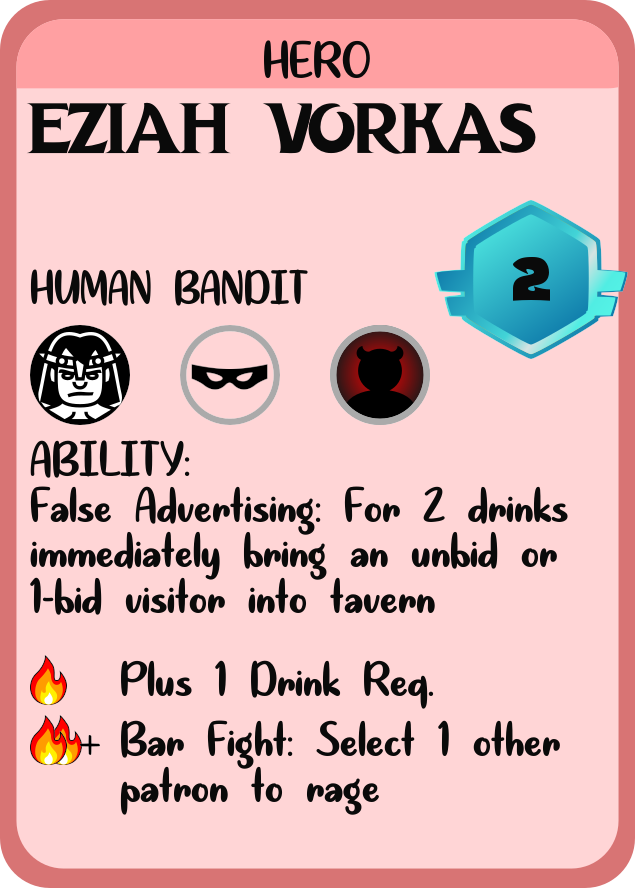 HERO
EZIAH VORKAS
2
HUMAN BANDIT
ABILITY:
False Advertising: For 2 drinks
immediately bring an unbid or
1-bid visitor into tavern
Plus 1 Drink Req.
+ Bar Fight: Select 1 other
patron to rage